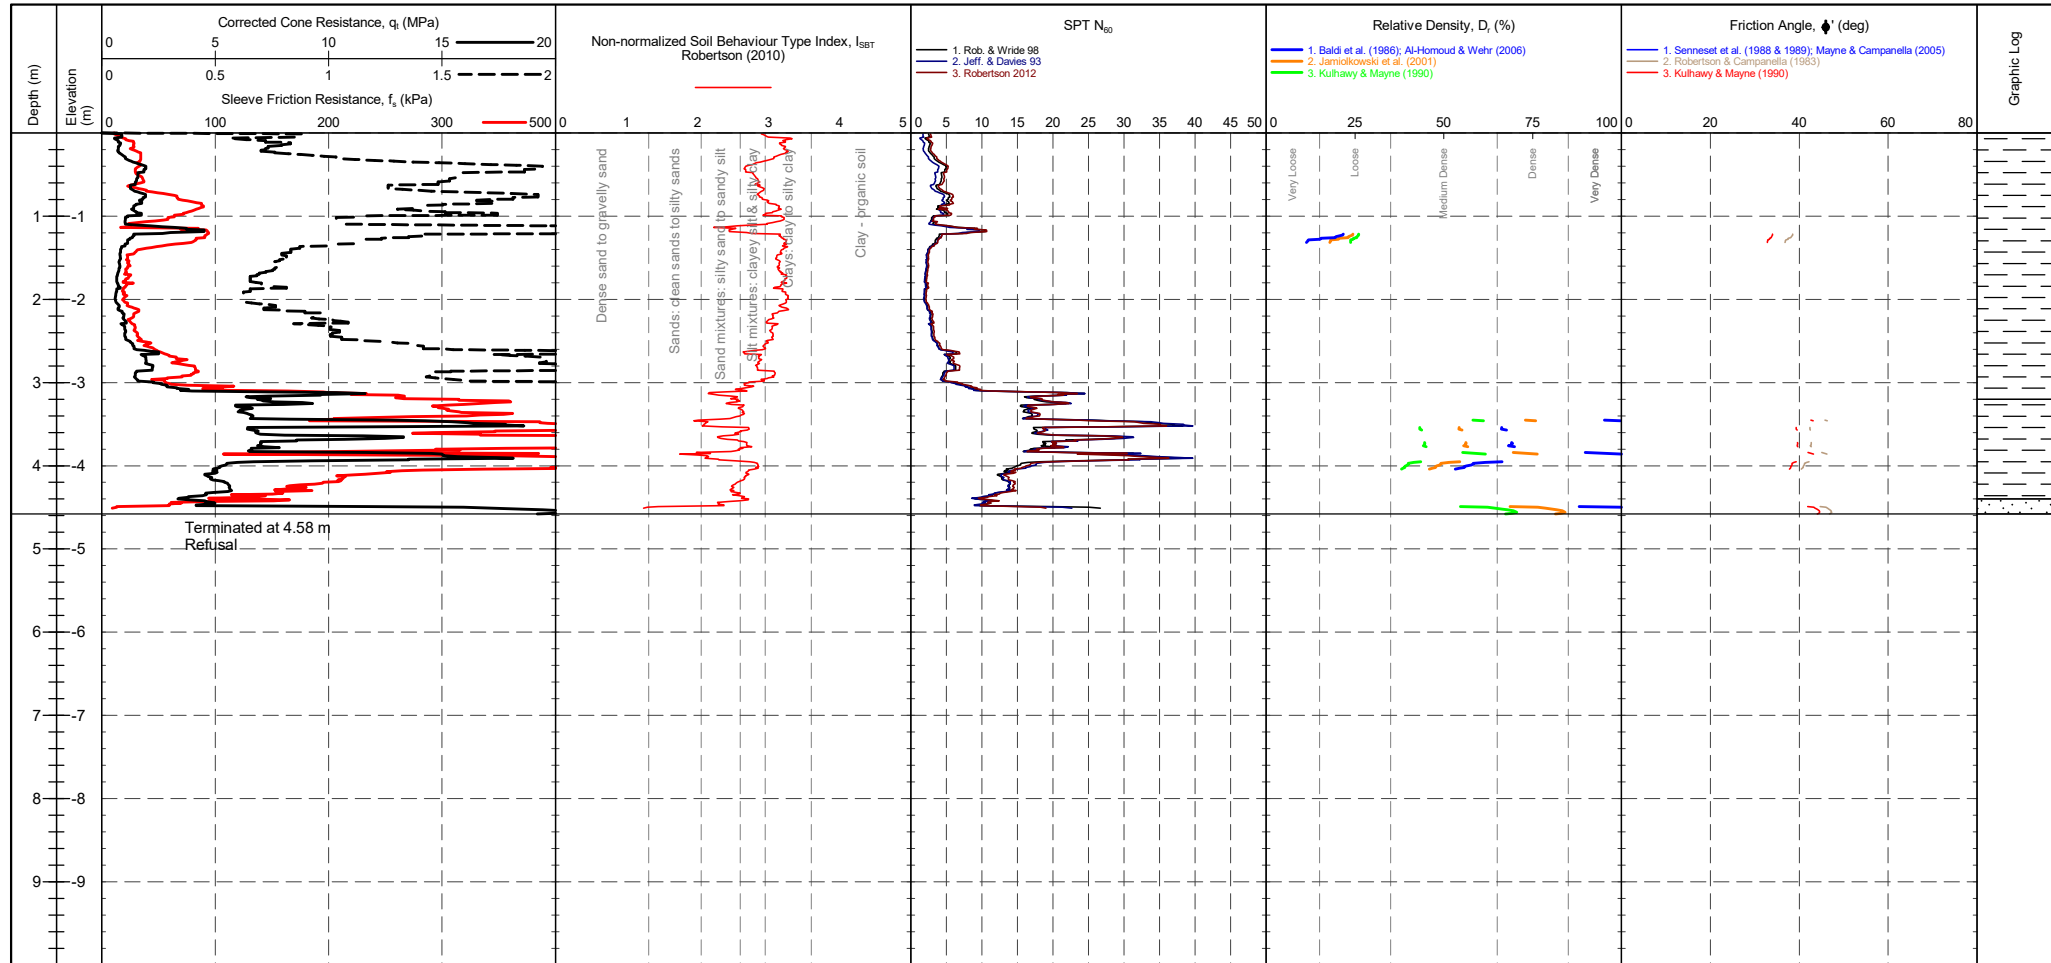 Depth (m)
Elevation
(m)
Corrected Cone Resistance, qt (MPa)
0 5 10 15 20
0 0.5 1 1.5 2
Sleeve Friction Resistance, fs (kPa)
0 100 200 300 500
Non-normalized Soil Behaviour Type Index, ISBT
Robertson (2010)
0 1 2 3 4 5
SPT N60
1. Rob. & Wride 98
2. Jeff. & Davies 93
3. Robertson 2012
0 5 10 15 20 25 30 35 40 45 50
Relative Density, Dr (%)
1. Baldi et al. (1986); Al-Homoud & Wehr (2006)
2. Jamiolkowski et al. (2001)
3. Kulhawy & Mayne (1990)
0 25 50 75 100
Friction Angle, ϕ' (deg)
1. Senneset et al. (1988 & 1989); Mayne & Campanella (2005)
2. Robertson & Campanella (1983)
3. Kulhawy & Mayne (1990)
0 20 40 60 80
Graphic Log
Dense sand to gravelly sand
Sands: clean sands to silty sands
Sand mixtures: silty sand to sandy silt
Silt mixtures: clayey silt & silty clay
Clays: clay to silty clay
Clay - organic soil
Very Loose
Loose
Medium Dense
Dense
Very Dense
1 -1
2 -2
3 -3
4 -4
Terminated at 4.58 m
Refusal
5 -5
6 -6
7 -7
8 -8
9 -9